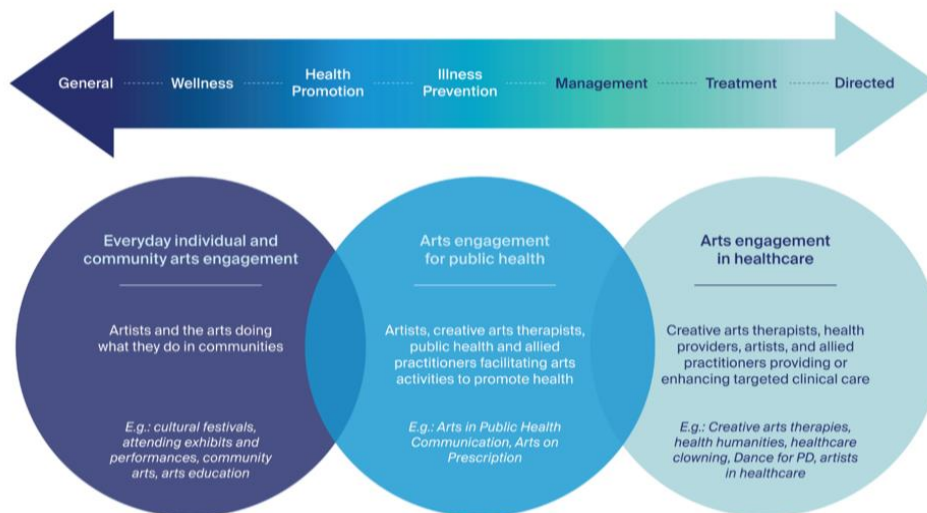 General
Wellness
Health
Promotion
Illness
Prevention
Management
Treatment
Directed
Everyday individual and
community arts engagement
Artists and the arts doing
what they do in communities
E.g.: cultural festivals,
attending exhibits and
performances, community
arts, arts education
Arts engagement
for public health
Artists, creative arts therapists,
public health and allied
practitioners facilitating arts
activities to promote health
E.g.: Arts in Public Health
Communication, Arts on
Prescription
Arts engagement
in healthcare
Creative arts therapists, health
providers, artists, and allied
practitioners providing or
enhancing targeted clinical care
E.g.: Creative arts therapies,
health humanities, healthcare
clowning, Dance for PD, artists
in healthcare